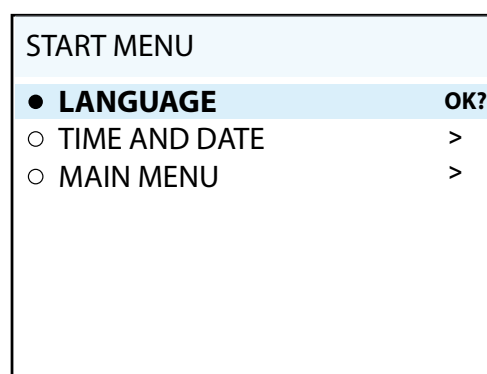 START MENU
● LANGUAGE OK?
○ TIME AND DATE >
○ MAIN MENU >